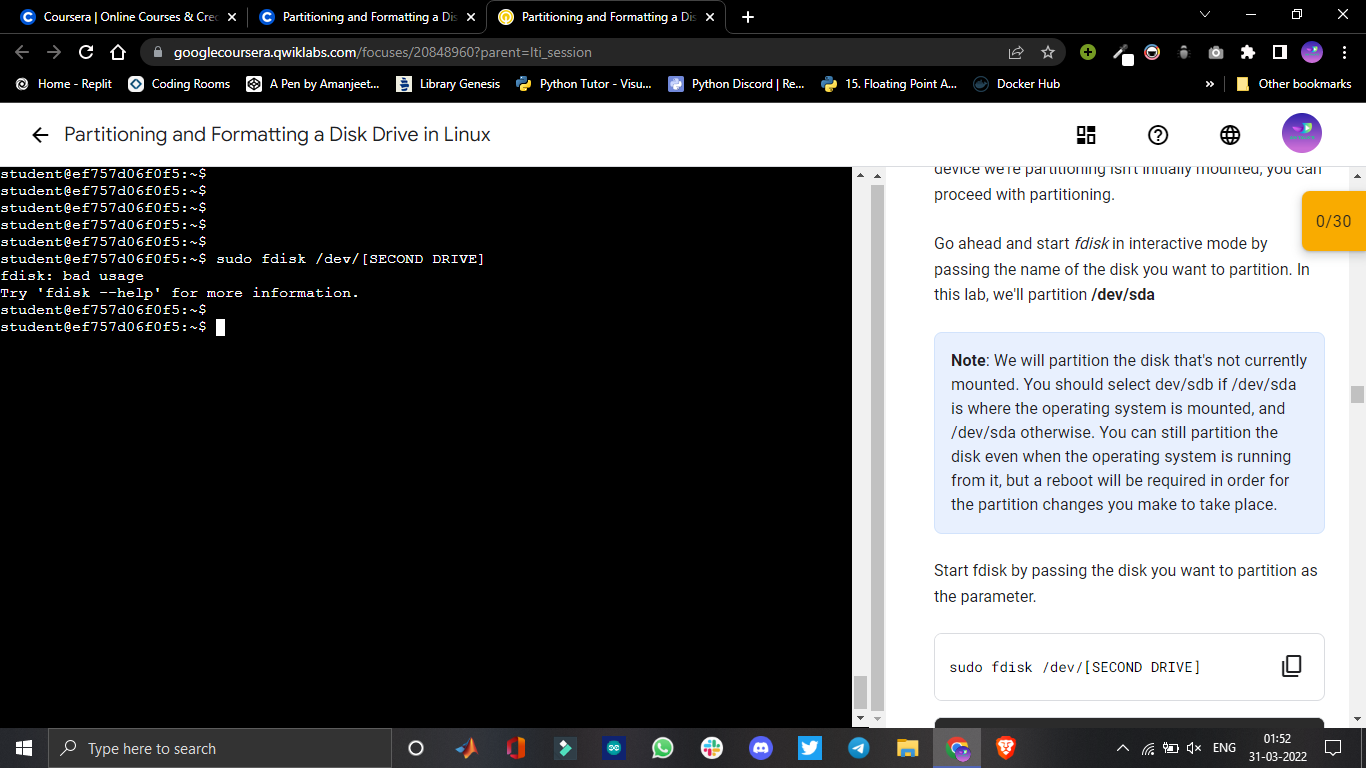 Coursera | Online Courses & Cre
Partitioning and Formatting a Dis
Partitioning and Formatting a Dis
googlecoursera.qwiklabs.com/focuses/20848960?parent=lti_session
Home - Replit
Coding Rooms
A Pen by Amanjeet...
Library Genesis
Python Tutor - Visu...
Python Discord | Re...
15. Floating Point A...
Docker Hub
»
Other bookmarks
Partitioning and Formatting a Disk Drive in Linux
student@ef757d06f0f5:~$
student@ef757d06f0f5:~$
student@ef757d06f0f5:~$
student@ef757d06f0f5:~$
student@ef757d06f0f5:~$
student@ef757d06f0f5:~$ sudo fdisk /dev/[SECOND DRIVE]
fdisk: bad usage
Try 'fdisk --help' for more information.
student@ef757d06f0f5:~$
student@ef757d06f0f5:~$
device we're partitioning isn't initially mounted, you can
proceed with partitioning.
0/30
Go ahead and start fdisk in interactive mode by
passing the name of the disk you want to partition. In
this lab, we'll partition /dev/sda
Note: We will partition the disk that's not currently
mounted. You should select dev/sdb if /dev/sda
is where the operating system is mounted, and
/dev/sda otherwise. You can still partition the
disk even when the operating system is running
from it, but a reboot will be required in order for
the partition changes you make to take place.
Start fdisk by passing the disk you want to partition as
the parameter.
sudo fdisk /dev/[SECOND DRIVE]
Type here to search
ENG
01:52
31-03-2022